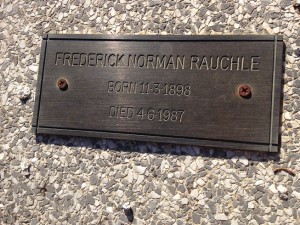 FREDERICK NORMAN RAUCHLE
BORN 11·3·1898
DIED 4·6·1987